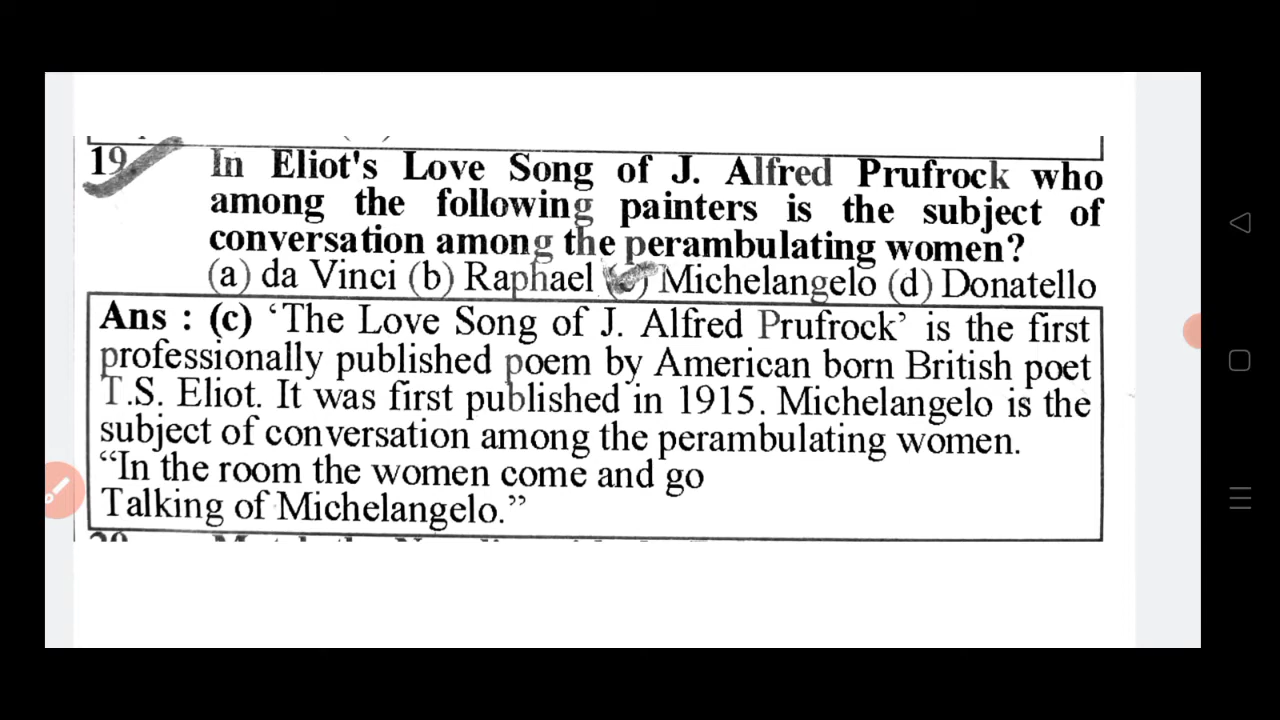 19 In Eliot's Love Song of J. Alfred Prufrock who
among the following painters is the subject of
conversation among the perambulating women?
(a) da Vinci (b) Raphael (c) Michelangelo (d) Donatello
Ans : (c) ‘The Love Song of J. Alfred Prufrock’ is the first
professionally published poem by American born British poet
T.S. Eliot. It was first published in 1915. Michelangelo is the
subject of conversation among the perambulating women.
“In the room the women come and go
Talking of Michelangelo.”